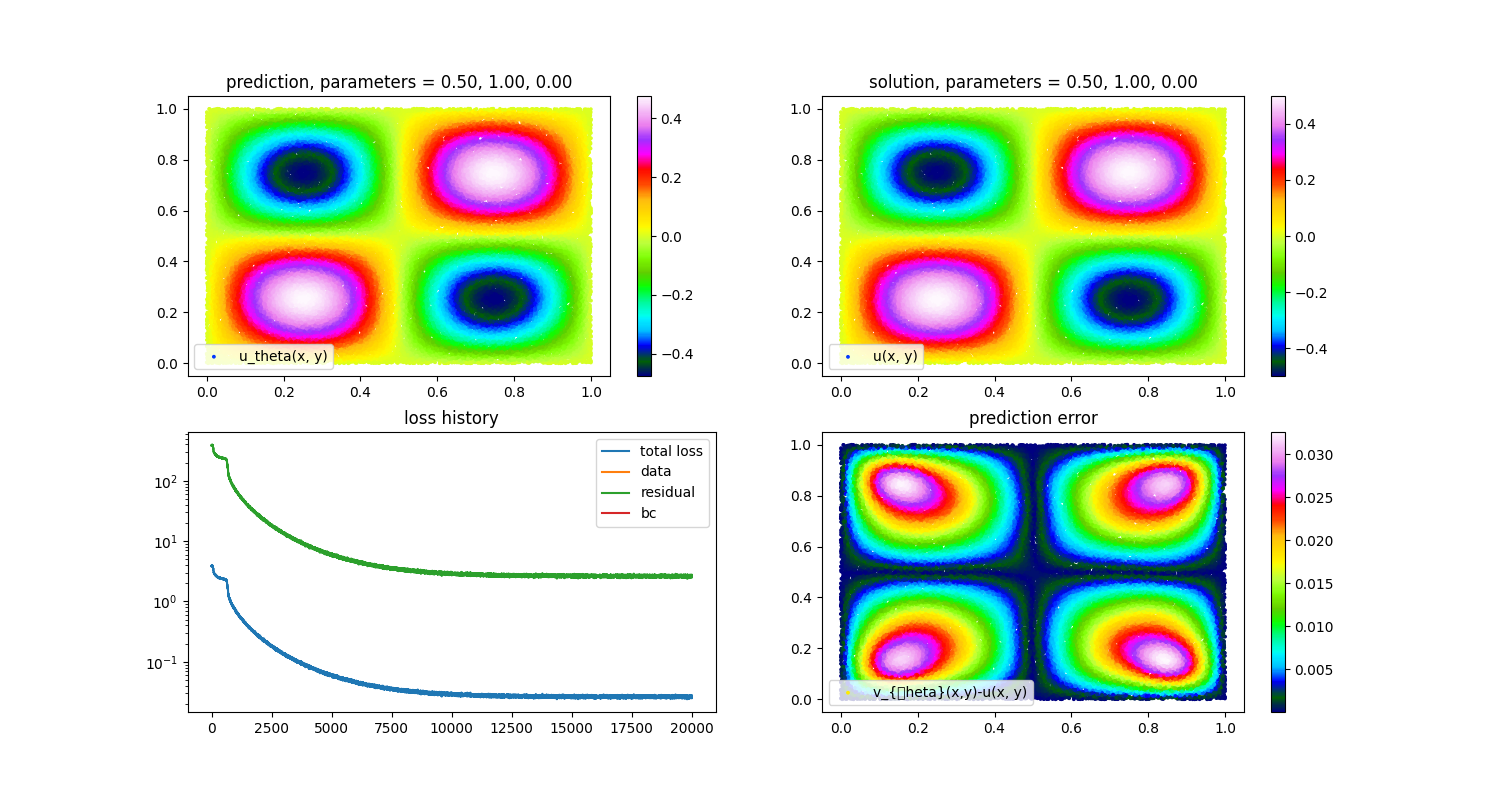 prediction, parameters = 0.50, 1.00, 0.00
1.0
0.8
0.6
0.4
0.2
0.0
u_theta(x, y)
0.0 0.2 0.4 0.6 0.8 1.0
0.4
0.2
0.0
−0.2
−0.4
solution, parameters = 0.50, 1.00, 0.00
1.0
0.8
0.6
0.4
0.2
0.0
u(x, y)
0.0 0.2 0.4 0.6 0.8 1.0
0.4
0.2
0.0
−0.2
−0.4
loss history
10²
10¹
10⁰
10⁻¹
total loss
data
residual
bc
0 2500 5000 7500 10000 12500 15000 17500 20000
prediction error
1.0
0.8
0.6
0.4
0.2
0.0
v_{▯heta}(x,y)-u(x, y)
0.0 0.2 0.4 0.6 0.8 1.0
0.030
0.025
0.020
0.015
0.010
0.005